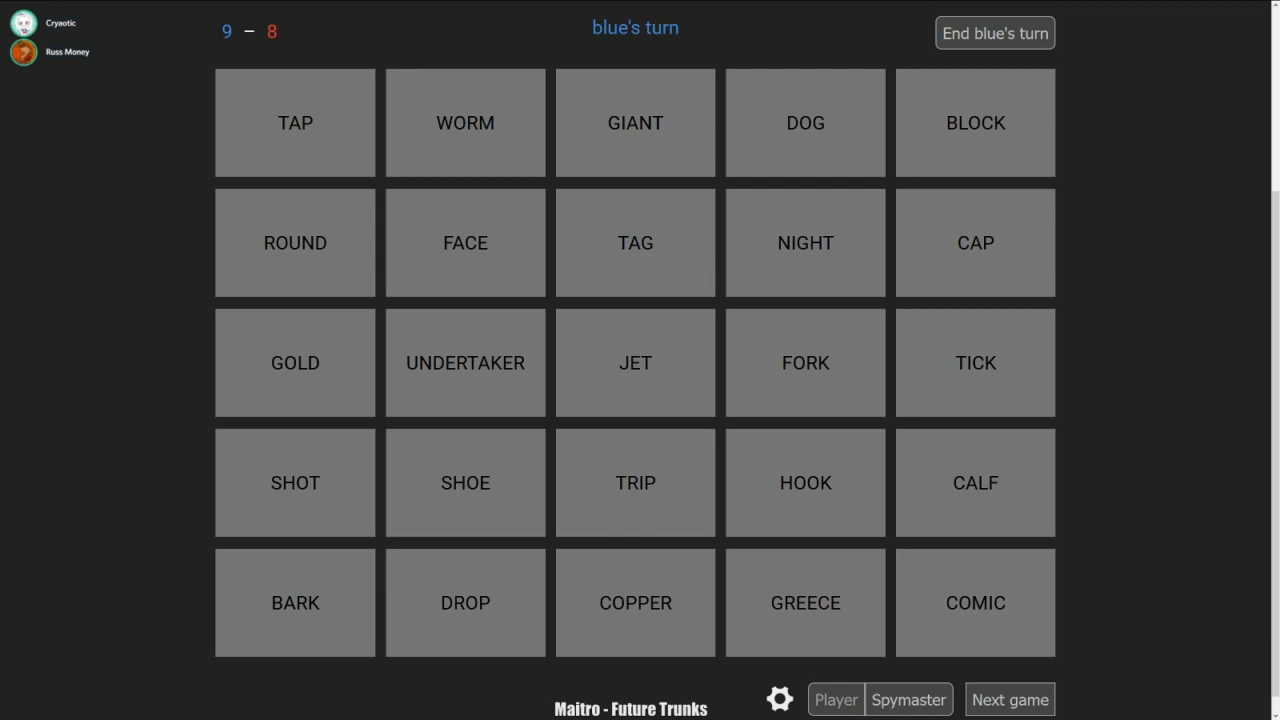 Cryaotic
Russ Money
9 – 8
blue's turn
End blue's turn
TAP WORM GIANT DOG BLOCK
ROUND FACE TAG NIGHT CAP
GOLD UNDERTAKER JET FORK TICK
SHOT SHOE TRIP HOOK CALF
BARK DROP COPPER GREECE COMIC
Maitro - Future Trunks
Player Spymaster Next game